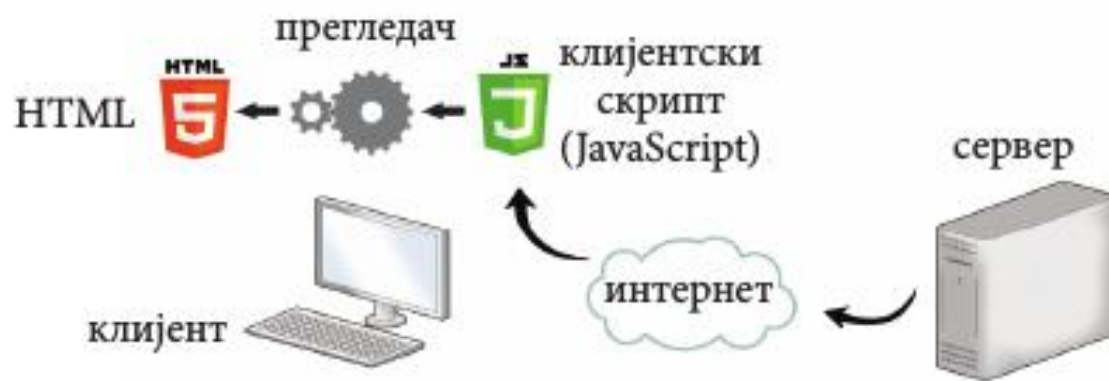 прегледач
HTML
HTML
5
JS
J
клијентски
скрипт
(JavaScript)
сервер
интернет
клијент